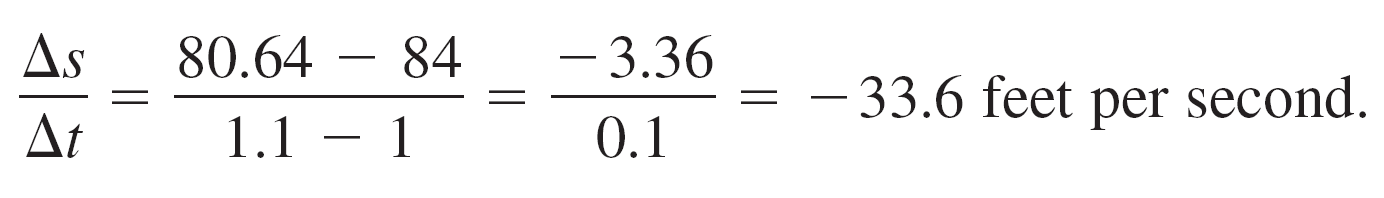 Δs/Δt = (80.64 − 84)/(1.1 − 1) = −3.36/0.1 = −33.6 feet per second.